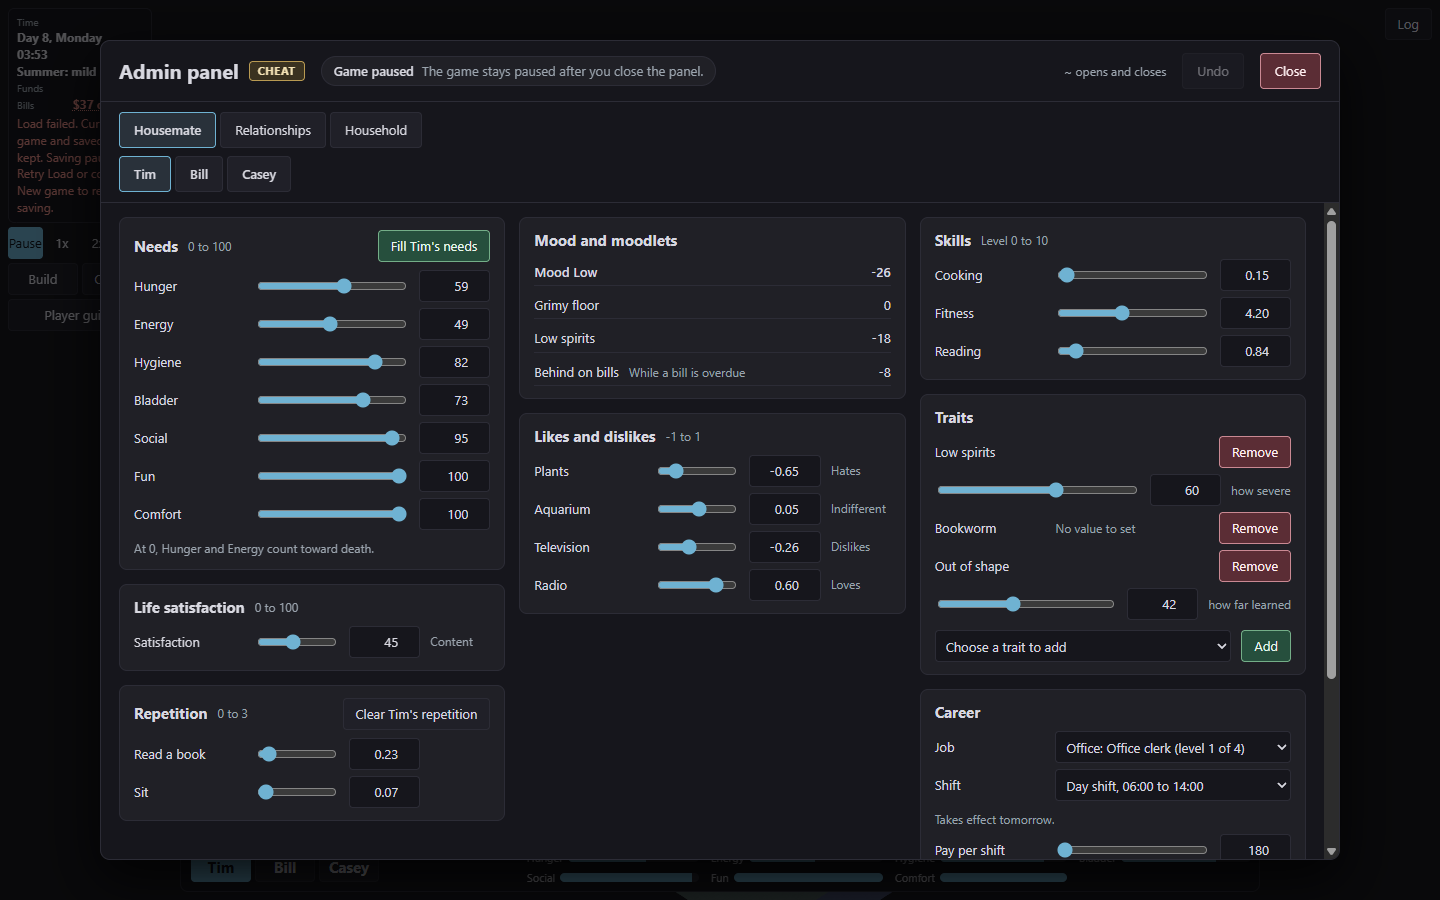 Time
Day 8, Monday
03:53
Summer: mild
Funds
Bills $37
Load failed. Cur
game and saved
kept. Saving pa
Retry Load or c
New game to re
saving.
Pause 1x 2
Build
Player gui
Log
Admin panel CHEAT Game paused The game stays paused after you close the panel. ~ opens and closes Undo Close
Housemate Relationships Household
Tim Bill Casey
Needs 0 to 100 Fill Tim's needs
Hunger 59
Energy 49
Hygiene 82
Bladder 73
Social 95
Fun 100
Comfort 100
At 0, Hunger and Energy count toward death.
Life satisfaction 0 to 100
Satisfaction 45 Content
Repetition 0 to 3 Clear Tim's repetition
Read a book 0.23
Sit 0.07
Mood and moodlets
Mood Low -26
Grimy floor 0
Low spirits -18
Behind on bills While a bill is overdue -8
Likes and dislikes -1 to 1
Plants -0.65 Hates
Aquarium 0.05 Indifferent
Television -0.26 Dislikes
Radio 0.60 Loves
Skills Level 0 to 10
Cooking 0.15
Fitness 4.20
Reading 0.84
Traits
Low spirits Remove
60 how severe
Bookworm No value to set Remove
Out of shape Remove
42 how far learned
Choose a trait to add Add
Career
Job Office: Office clerk (level 1 of 4)
Shift Day shift, 06:00 to 14:00
Takes effect tomorrow.
Pay per shift 180
Tim Bill Casey
Social Fun Comfort